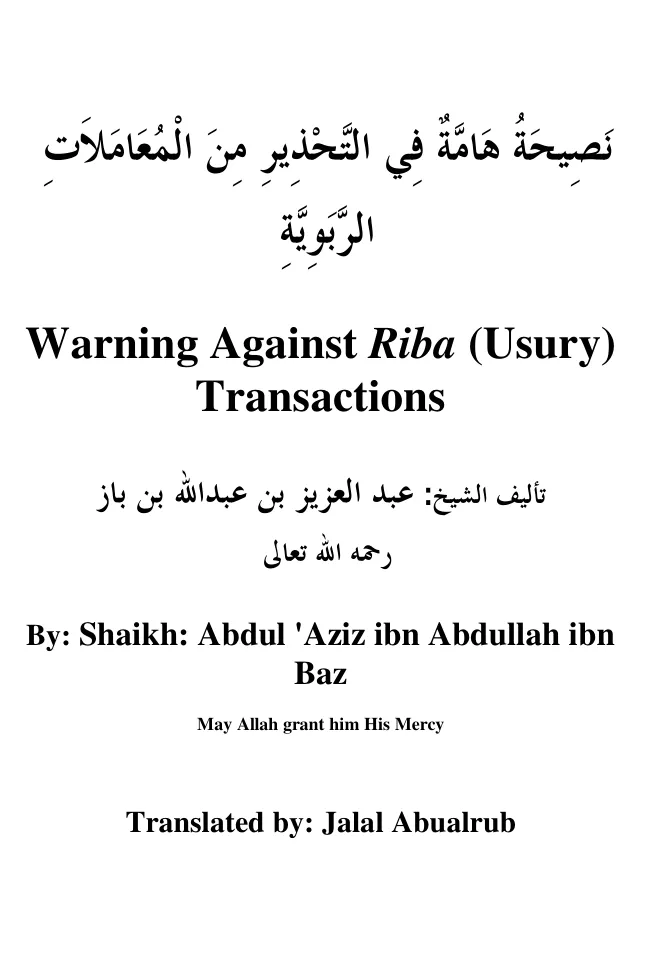 نَصِيحَةُ هَامَّةٌ فِي التَّحْذِيرِ مِنَ الْمُعَامَلاَتِ
الرَّبَوِيَّةِ
Warning Against Riba (Usury)
Transactions
تأليف الشيخ: عبد العزيز بن عبدالله بن باز
رحمه الله تعالى
By: Shaikh: Abdul 'Aziz ibn Abdullah ibn
Baz
May Allah grant him His Mercy
Translated by: Jalal Abualrub